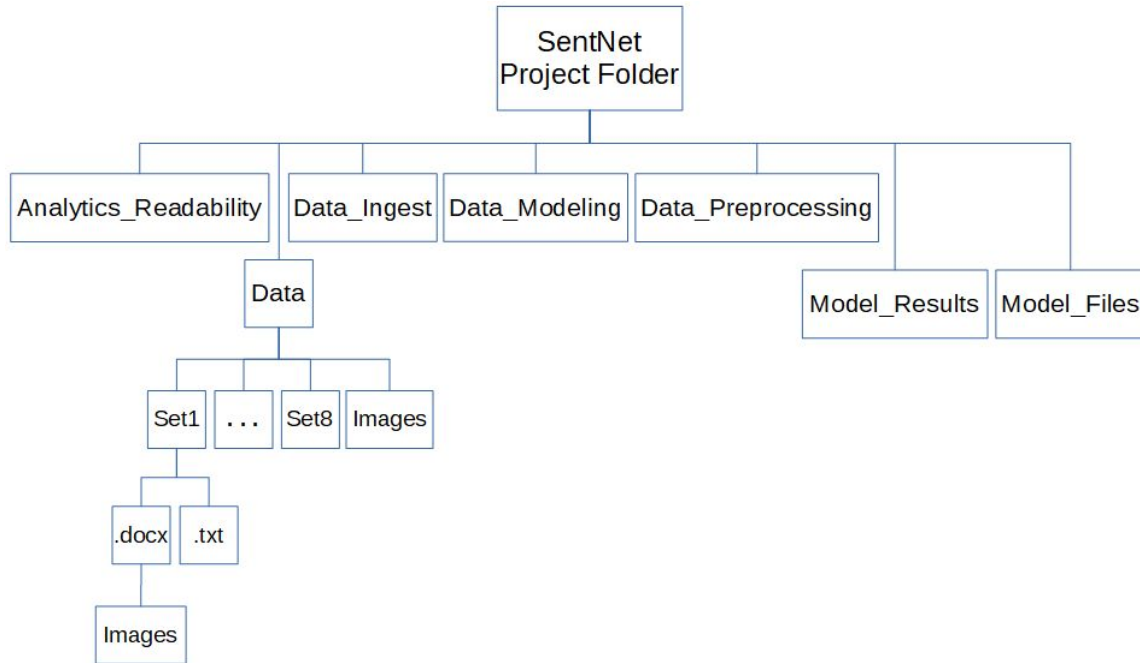 SentNet
Project Folder
Analytics_Readability
Data_Ingest
Data_Modeling
Data_Preprocessing
Data
Model_Results
Model_Files
Set1
...
Set8
Images
.docx
.txt
Images